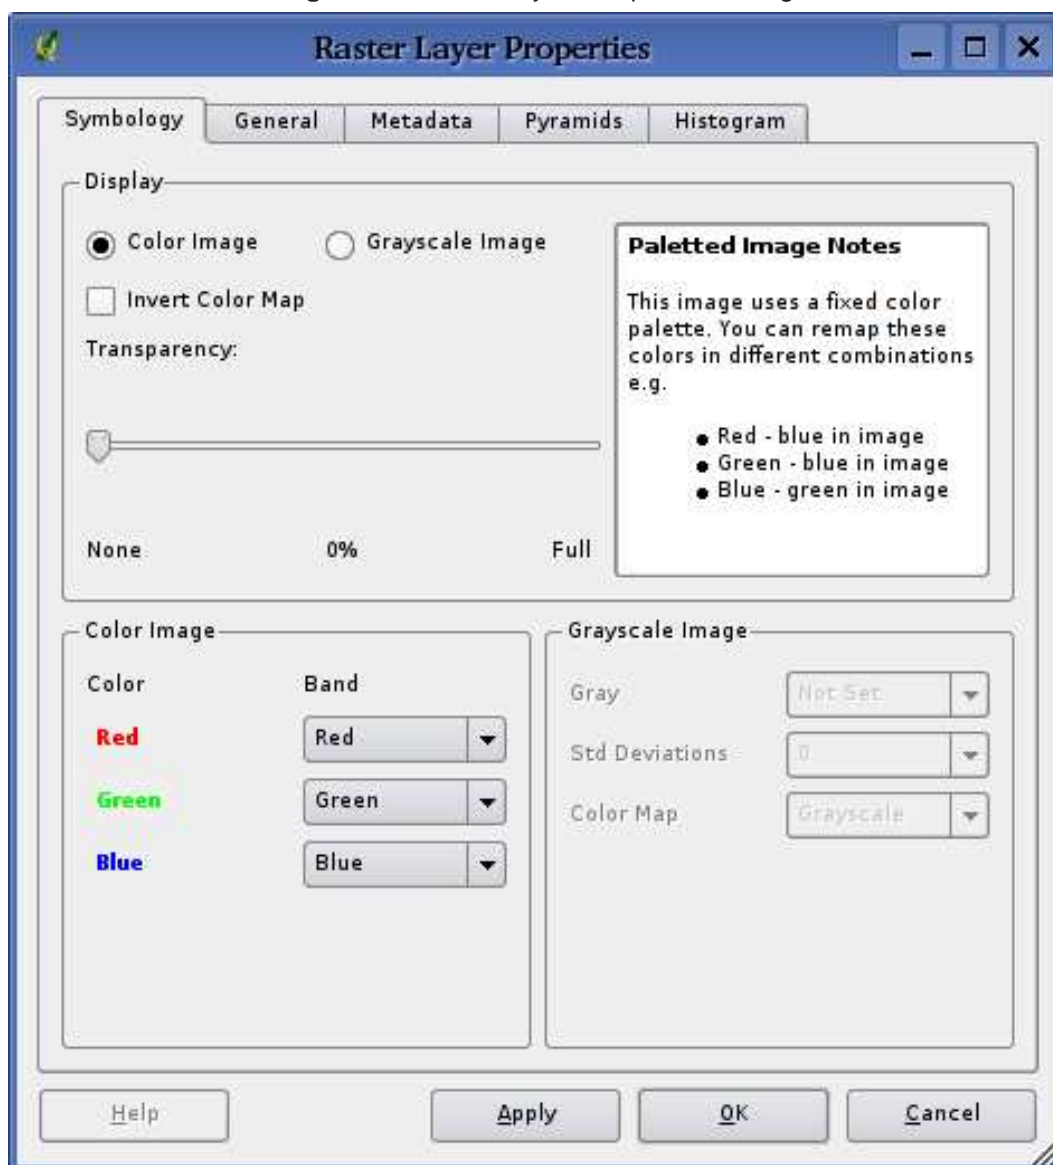 Raster Layer Properties
Symbology General Metadata Pyramids Histogram
Display
Color Image Grayscale Image
Invert Color Map
Transparency:
None 0% Full
Paletted Image Notes
This image uses a fixed color
palette. You can remap these
colors in different combinations
e.g.
Red - blue in image
Green - blue in image
Blue - green in image
Color Image
Color Band
Red Red
Green Green
Blue Blue
Grayscale Image
Gray Not Set
Std Deviations 0
Color Map Grayscale
Help Apply OK Cancel